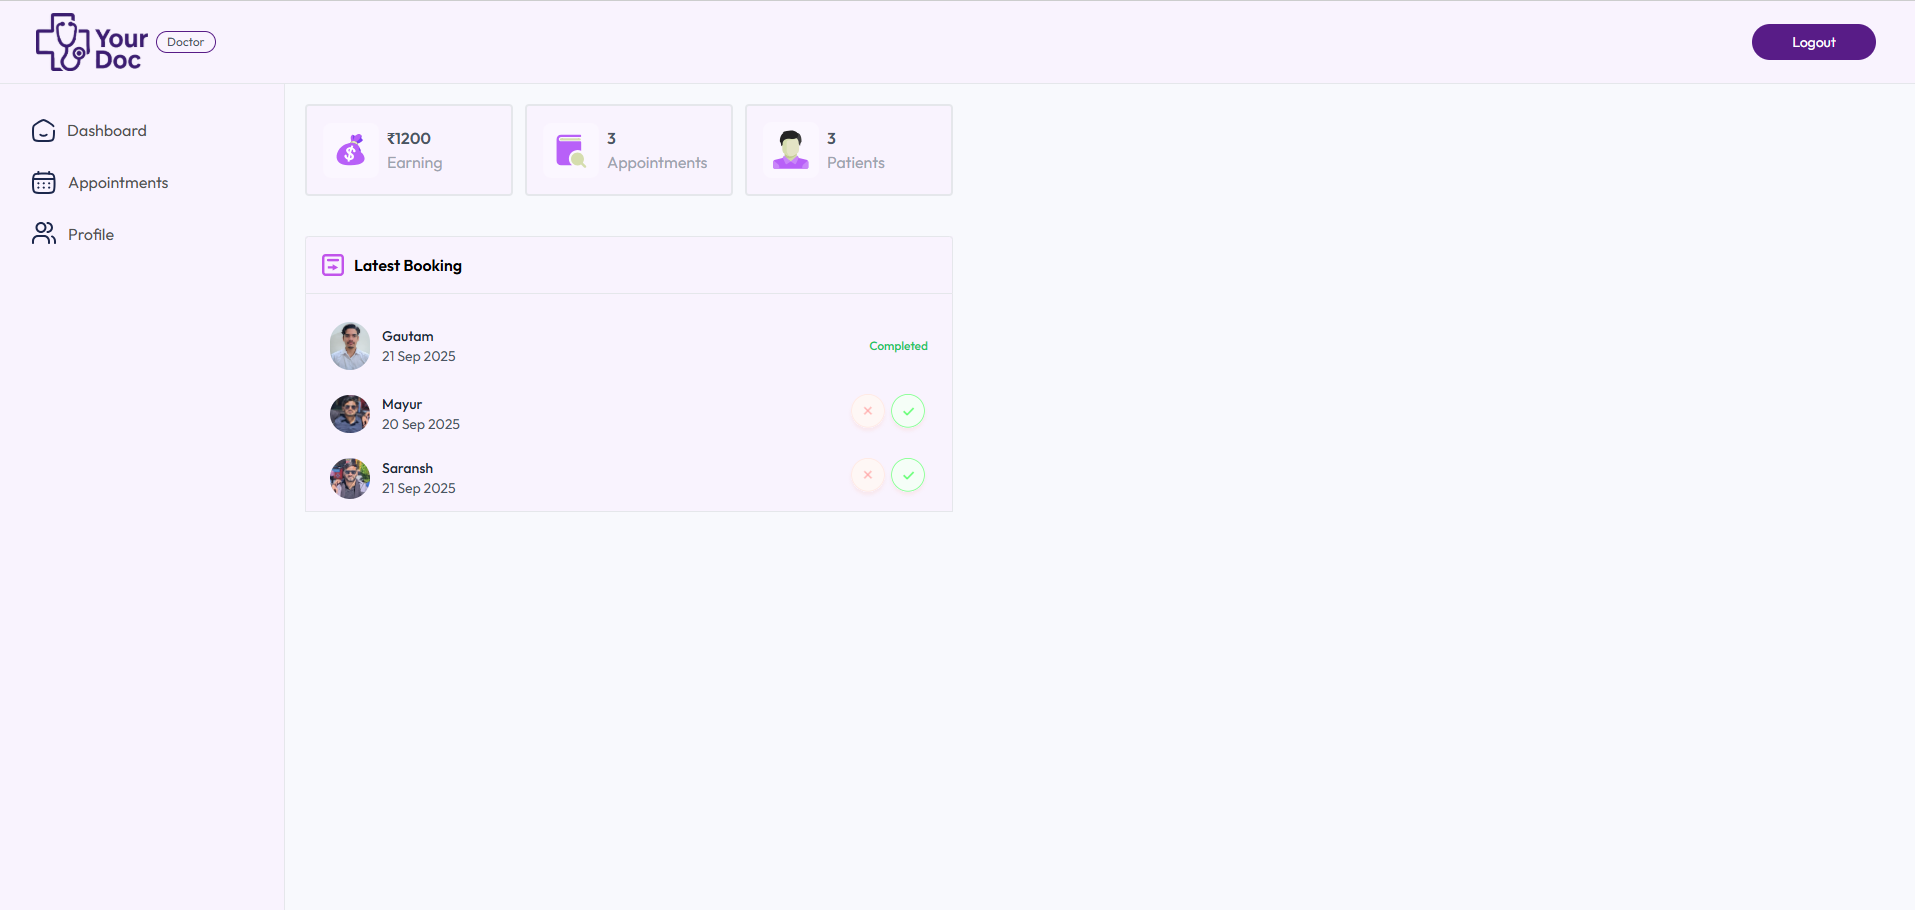 Your
Doc
Doctor
Logout
Dashboard
Appointments
Profile
₹1200
Earning
3
Appointments
3
Patients
Latest Booking
Gautam
21 Sep 2025
Completed
Mayur
20 Sep 2025
Saransh
21 Sep 2025